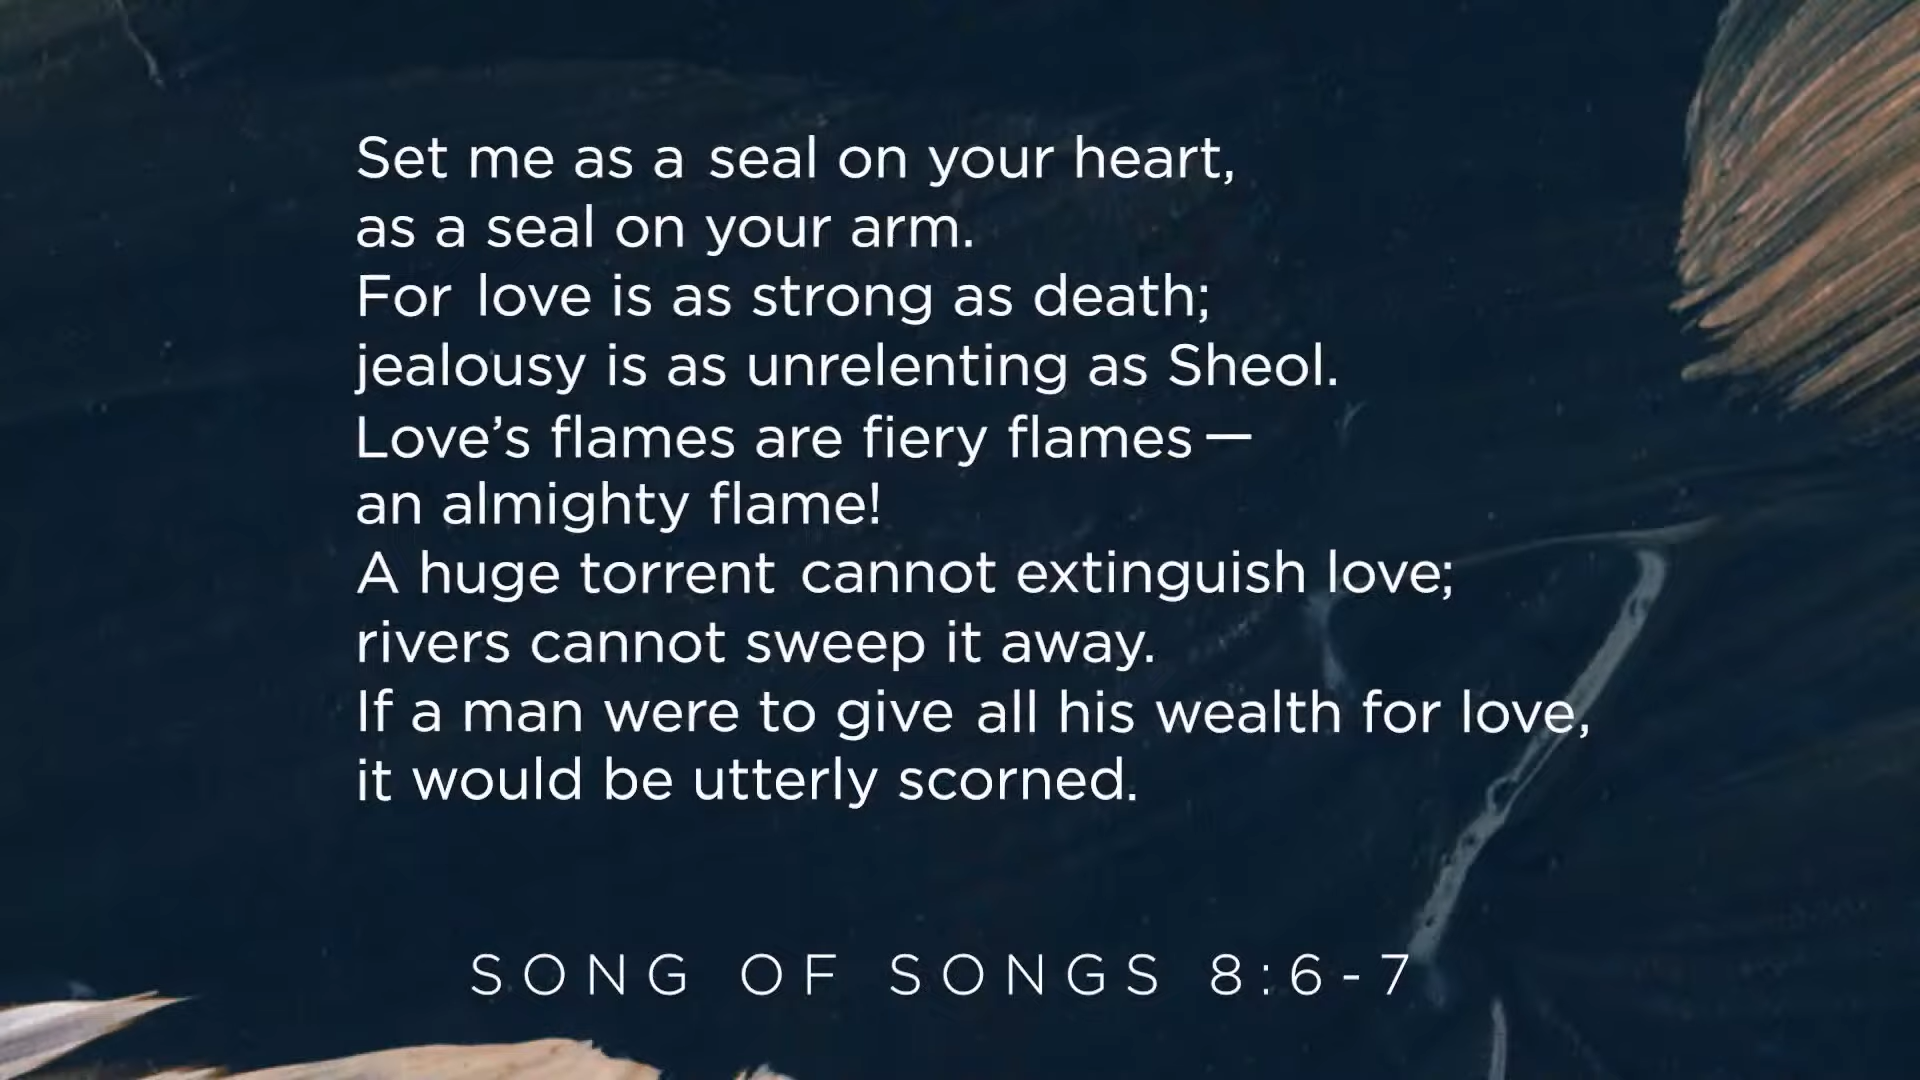 Set me as a seal on your heart,
as a seal on your arm.
For love is as strong as death;
jealousy is as unrelenting as Sheol.
Love’s flames are fiery flames—
an almighty flame!
A huge torrent cannot extinguish love;
rivers cannot sweep it away.
If a man were to give all his wealth for love,
it would be utterly scorned.
SONG OF SONGS 8:6-7